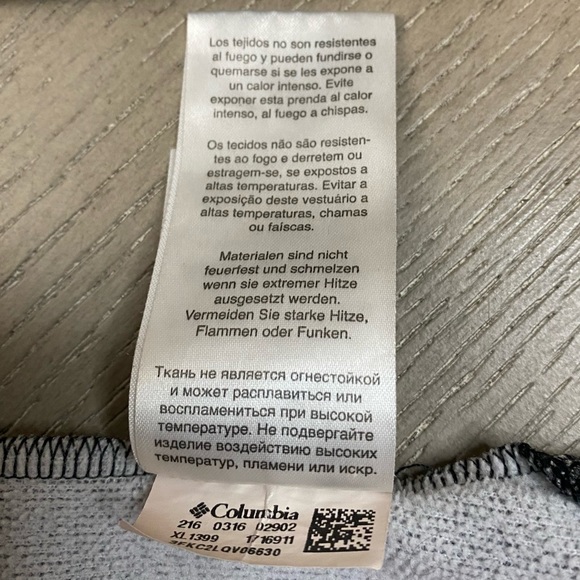 Los tejidos no son resistentes
al fuego y pueden fundirse o
quemarse si se les expone a
un calor intenso. Evite
exponer esta prenda al calor
intenso, al fuego a chispas.
Os tecidos não são resisten-
tes ao fogo e derretem ou
estragem-se, se expostos a
altas temperaturas. Evitar a
exposição deste vestuário a
altas temperaturas, chamas
ou faíscas.
Materialen sind nicht
feuerfest und schmelzen
wenn sie extremer Hitze
ausgesetzt werden.
Vermeiden Sie starke Hitze,
Flammen oder Funken.
Ткань не является огнестойкой
и может расплавиться или
воспламениться при высокой
температуре. Не подвергайте
изделие воздействию высоких
температур, пламени или искр.
Columbia
216 0316 02902
XL1399 1716911